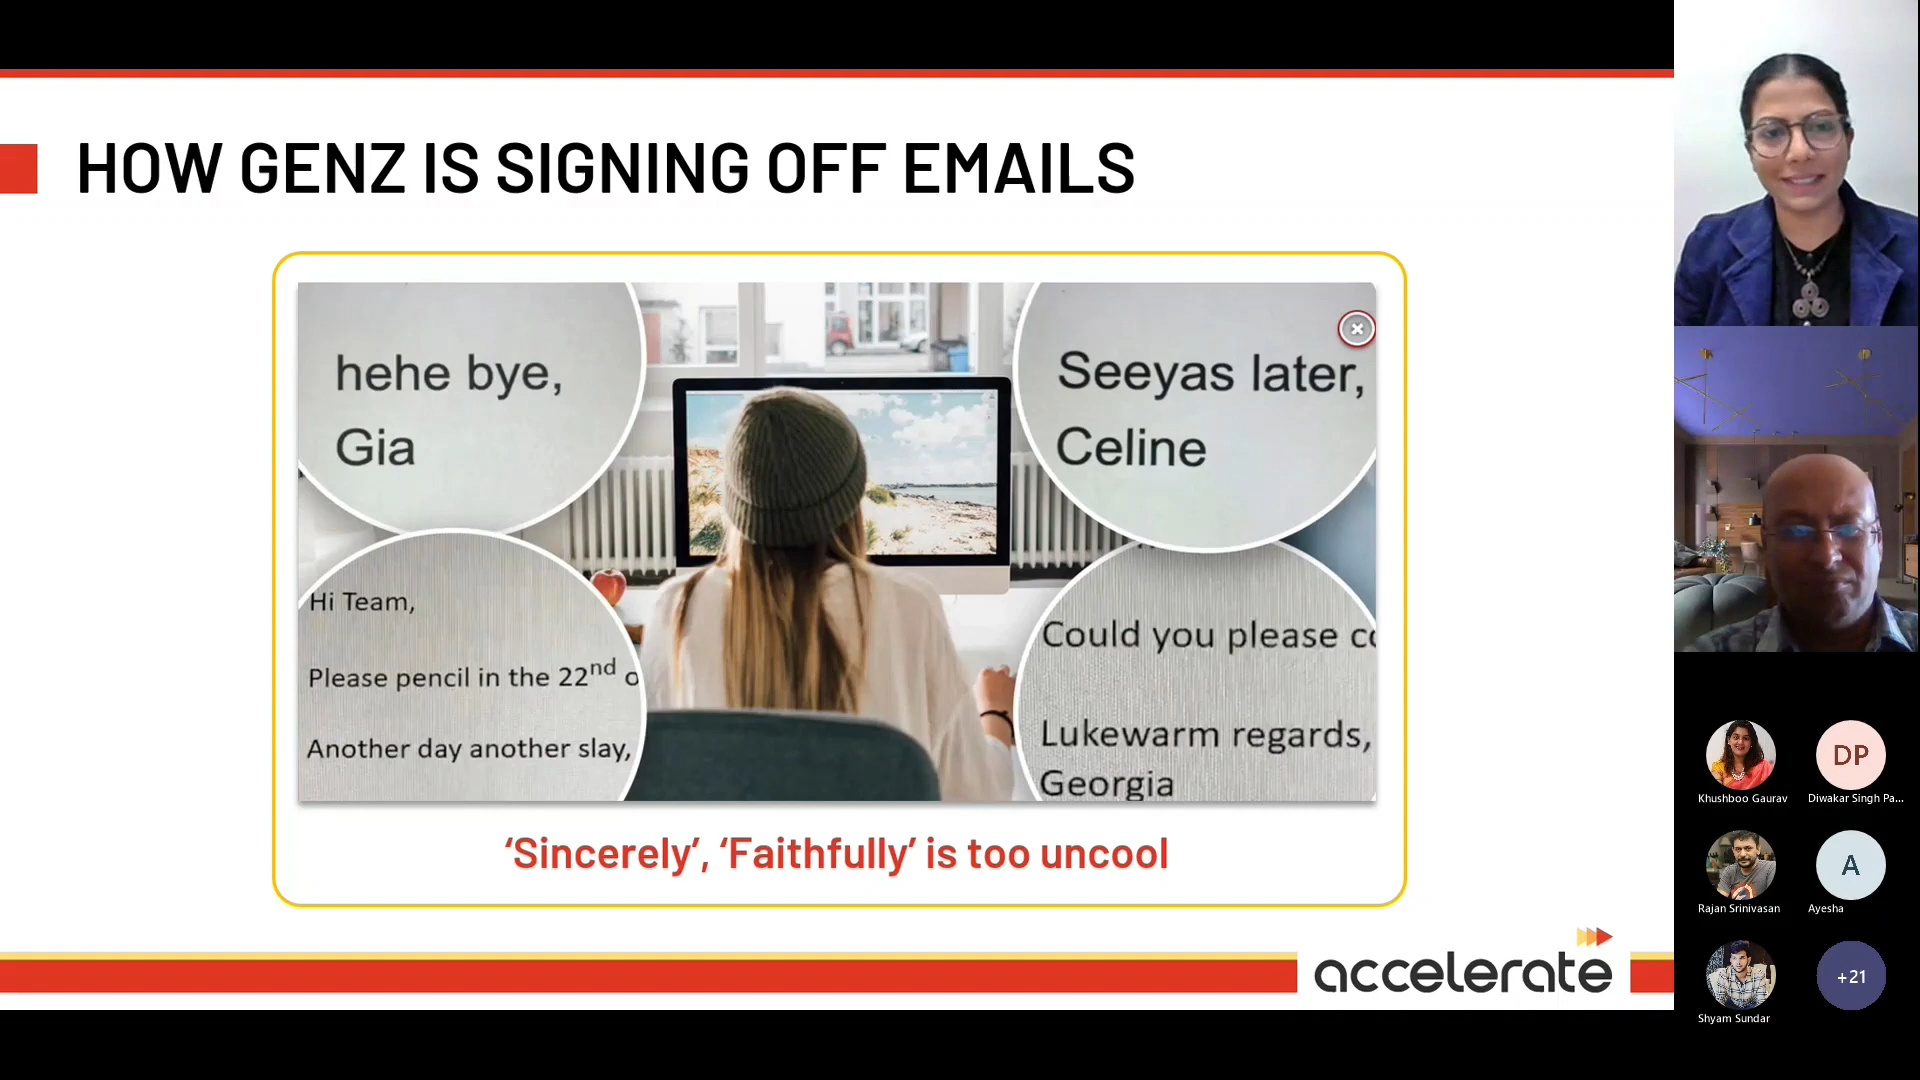 HOW GENZ IS SIGNING OFF EMAILS
hehe bye,
Gia
Seeyas later,
Celine
Hi Team,
Please pencil in the 22nd o
Another day another slay,
Could you please co
Lukewarm regards,
Georgia
‘Sincerely’, ‘Faithfully’ is too uncool
accelerate
DP
Khushboo Gaurav
Diwakar Singh Pa...
A
Rajan Srinivasan
Ayesha
+21
Shyam Sundar